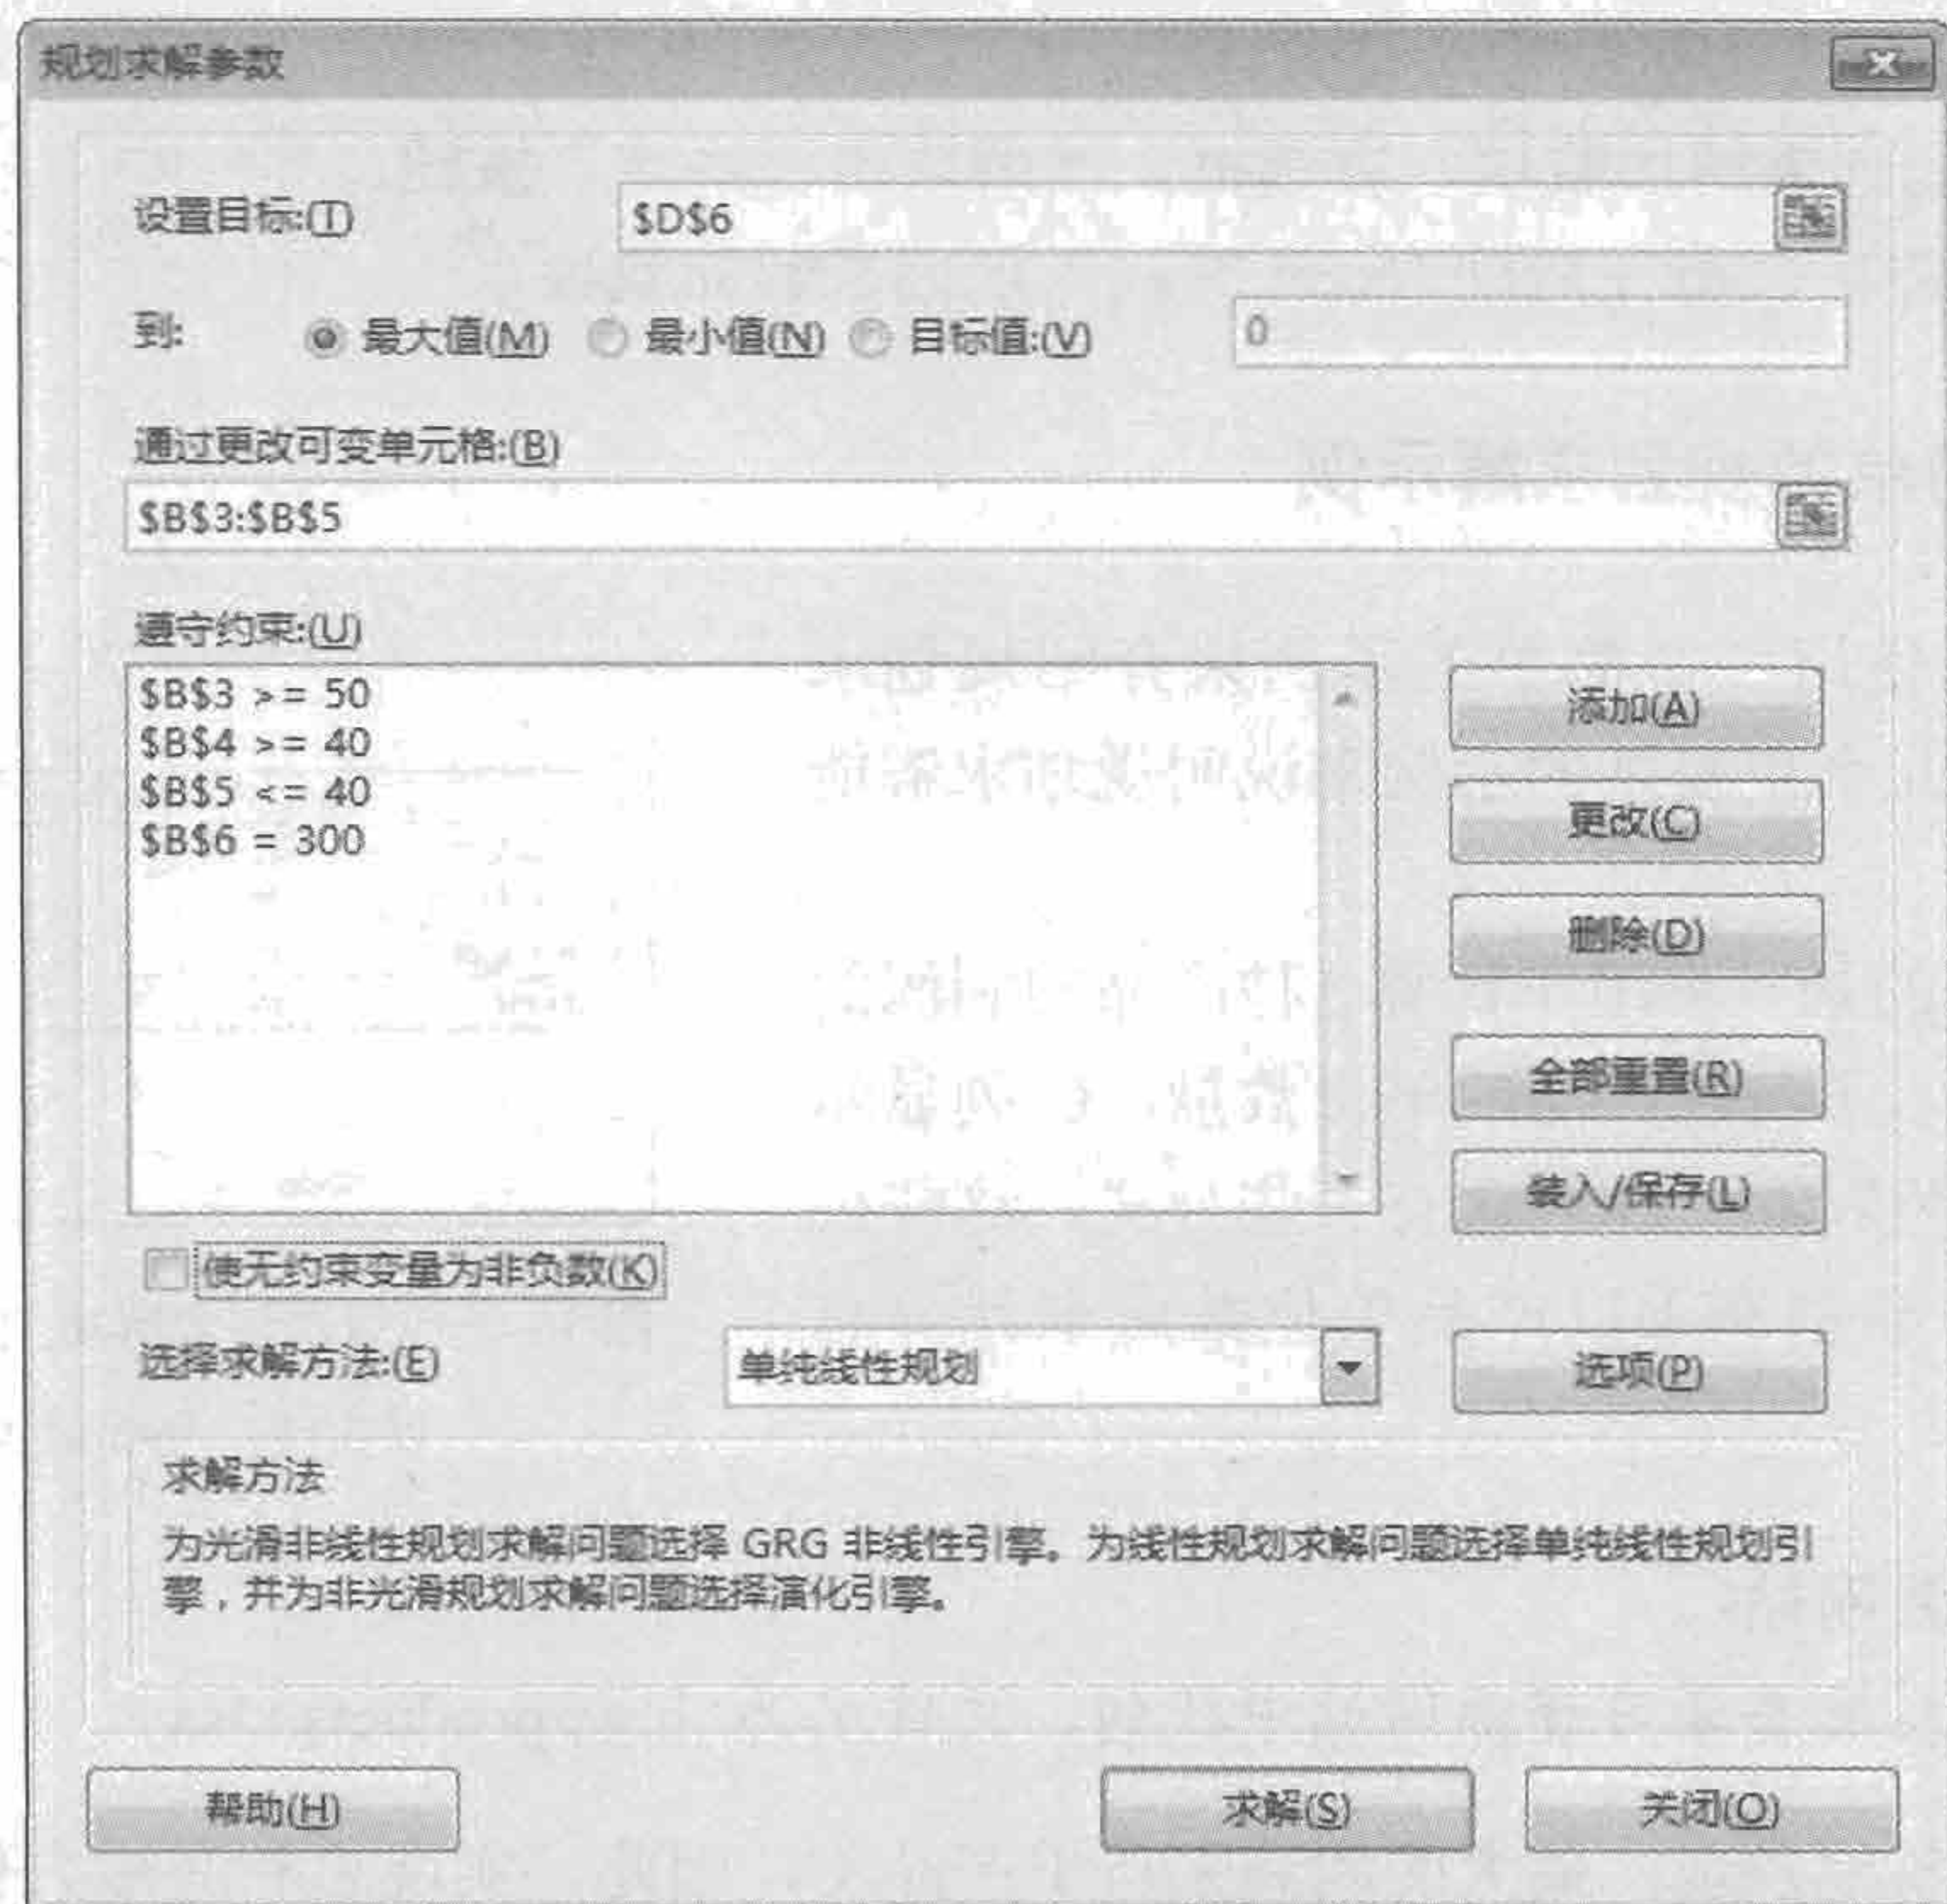 规划求解参数
设置目标:(T) $D$6
到: 最大值(M) 最小值(N) 目标值:(V) 0
通过更改可变单元格:(B)
$B$3:$B$5
遵守约束:(U)
$B$3 >= 50
$B$4 >= 40
$B$5 <= 40
$B$6 = 300
添加(A)
更改(C)
删除(D)
全部重置(R)
装入/保存(L)
使无约束变量为非负数(K)
选择求解方法:(E) 单纯线性规划 选项(P)
求解方法
为光滑非线性规划求解问题选择 GRG 非线性引擎。为线性规划求解问题选择单纯线性规划引
擎，并为非光滑规划求解问题选择演化引擎。
帮助(H) 求解(S) 关闭(O)